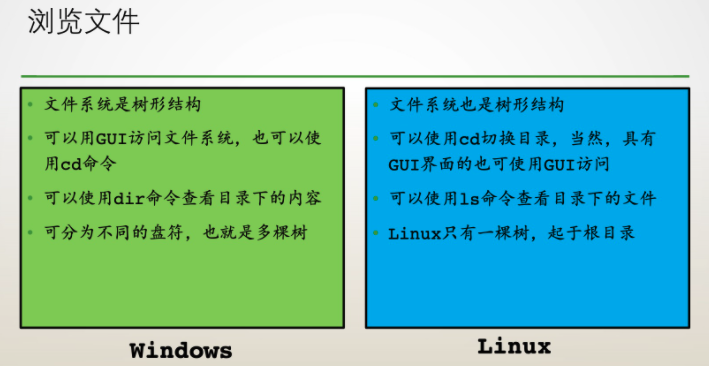 浏览文件
文件系统是树形结构
可以用GUI访问文件系统，也可以使
用cd命令
可以使用dir命令查看目录下的内容
可分为不同的盘符，也就是多棵树
Windows
文件系统也是树形结构
可以使用cd切换目录，当然，具有
GUI界面的也可使用GUI访问
可以使用ls命令查看目录下的文件
Linux只有一棵树，起于根目录
Linux